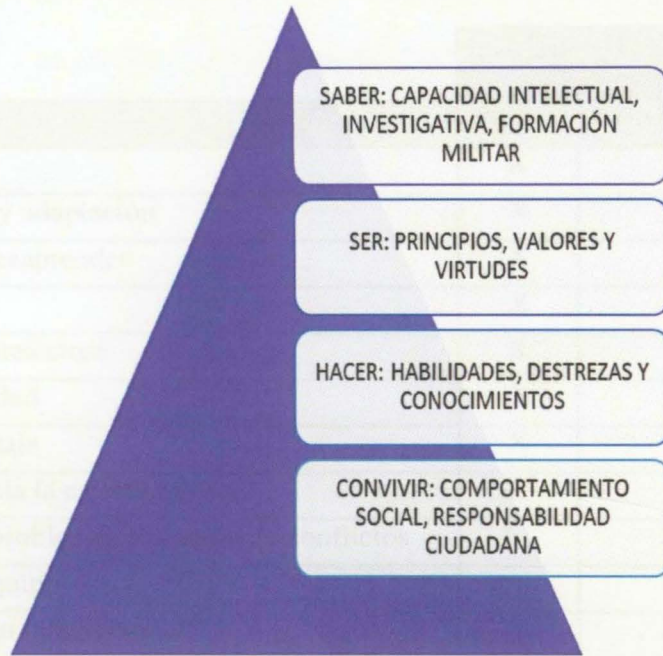 SABER: CAPACIDAD INTELECTUAL,
INVESTIGATIVA, FORMACIÓN
MILITAR
SER: PRINCIPIOS, VALORES Y
VIRTUDES
HACER: HABILIDADES, DESTREZAS Y
CONOCIMIENTOS
CONVIVIR: COMPORTAMIENTO
SOCIAL, RESPONSABILIDAD
CIUDADANA